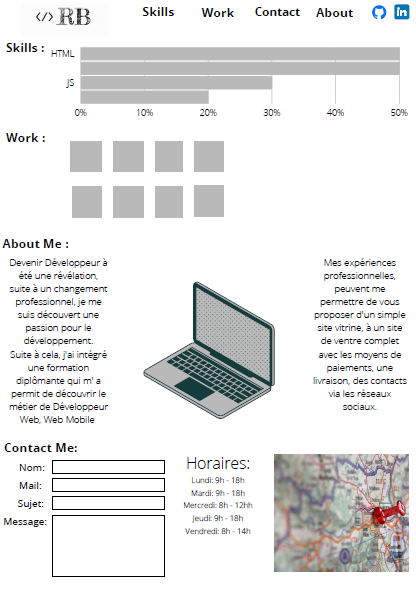 </> RB
Skills
Work
Contact
About
Skills :
HTML
JS
0%
10%
20%
30%
40%
50%
Work :
About Me :
Devenir Développeur à
été une révélation,
suite à un changement
professionnel, je me
suis découvert une
passion pour le
développement.
Suite à cela, j'ai intégré
une formation
diplômante qui m' a
permit de découvrir le
métier de Développeur
Web, Web Mobile
Mes expériences
professionnelles,
peuvent me
permettre de vous
proposer d'un simple
site vitrine, à un site
de ventre complet
avec les moyens de
paiements, une
livraison, des contacts
via les réseaux
sociaux.
Contact Me:
Nom:
Mail:
Sujet:
Message:
Horaires:
Lundi: 9h - 18h
Mardi: 9h - 18h
Mercredi: 8h - 12hh
Jeudi: 9h - 18h
Vendredi: 8h - 14h